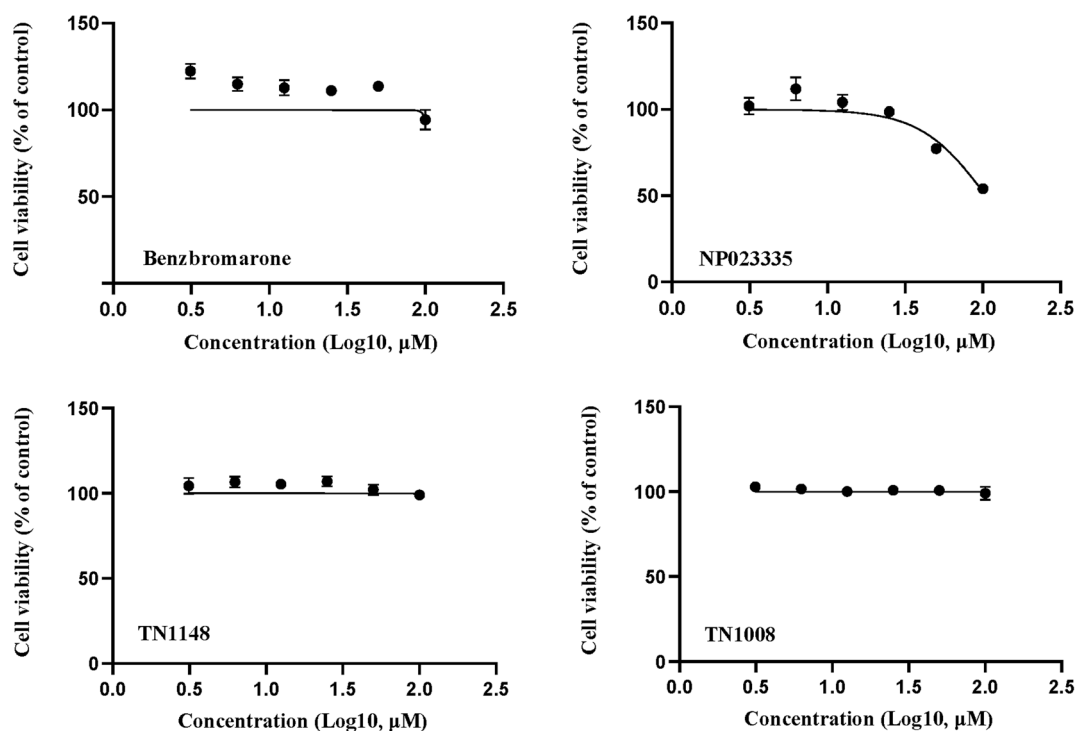 150
100
50
Cell viability (% of control)
Benzbromarone
0.0 0.5 1.0 1.5 2.0 2.5
Concentration (Log10, μM)
150
100
50
0
Cell viability (% of control)
NP023335
0.0 0.5 1.0 1.5 2.0 2.5
Concentration (Log10, μM)
150
100
50
0
Cell viability (% of control)
TN1148
0.0 0.5 1.0 1.5 2.0 2.5
Concentration (Log10, μM)
150
100
50
0
Cell viability (% of control)
TN1008
0.0 0.5 1.0 1.5 2.0 2.5
Concentration (Log10, μM)